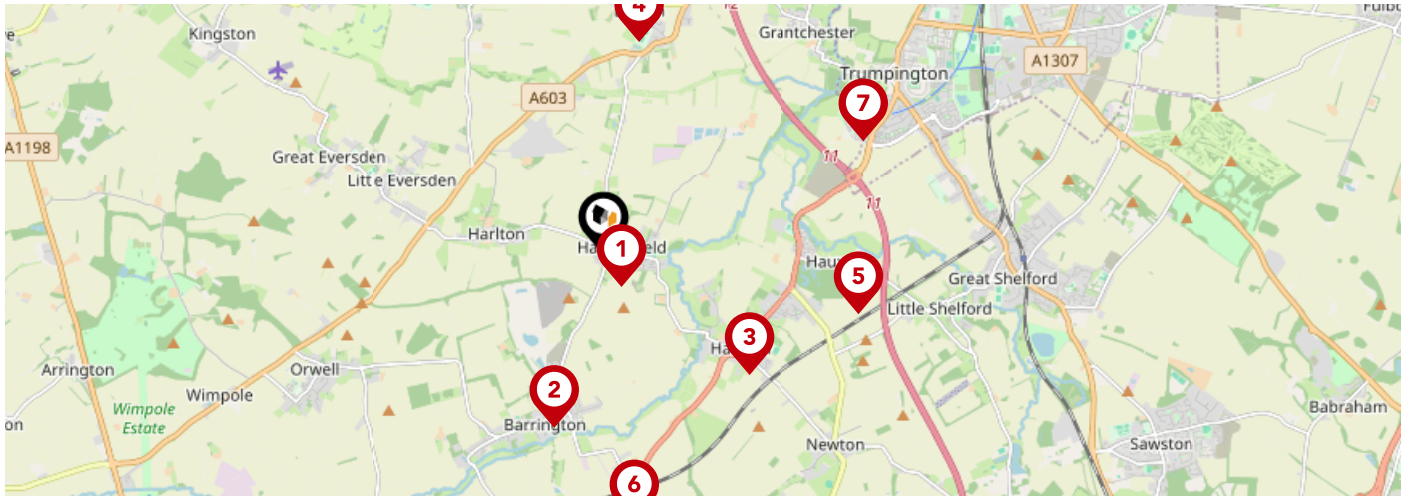 Kingston
4
12
Grantchester
A1307
Trumpington
A603
7
A1198
Great Eversden
11
Litt e Eversden
11
Harlton
1
Great Shelford
5
Little Shelford
3
Arrington
Orwell
2
Wimpole
Wimpole
Estate
Babraham
Barrington
Newton
Sawston
6